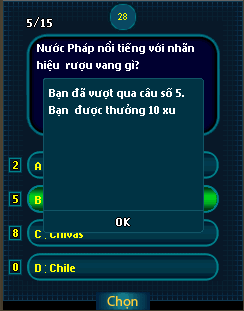 5/15
28
Nước Pháp nổi tiếng với nhãn
hiệu rượu vang gì?
Bạn đã vượt qua câu số 5.
Bạn được thưởng 10 xu
2 A
5 B
8 C : Chivas
OK
0 D : Chile
Chọn